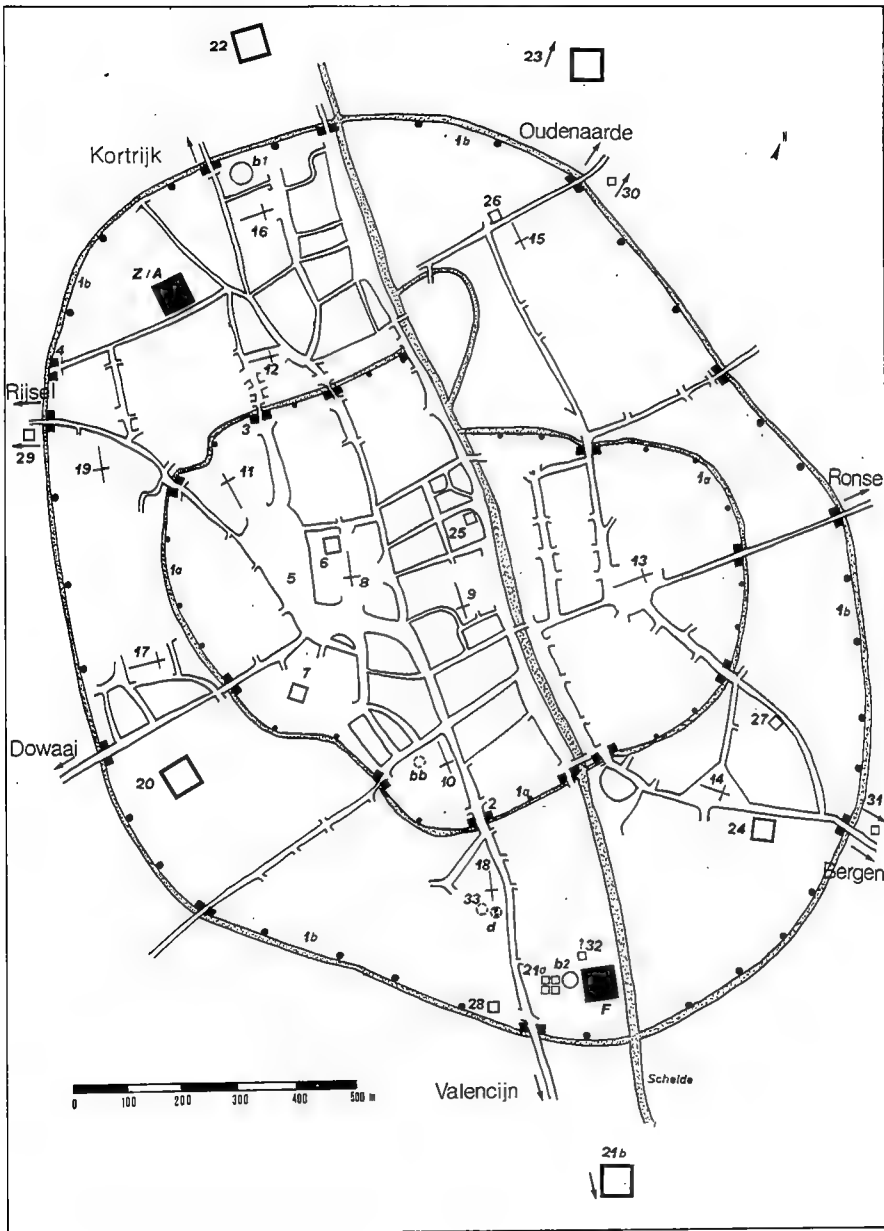 22
23
Oudenaarde
1b
N
Kortrijk
b1
30
26
16
15
Z/A
1b
4
12
Rijsel
3
29
19
11
1a
Ronse
25
6
5
8
13
1a
9
1b
17
7
27
Dowaai
bb
20
10
14
2
1a
31
24
18
Bergen
33
d
1b
?32
21a
b2
28
F
0 100 200 300 400 500 m
Valencijn
Schelde
21b